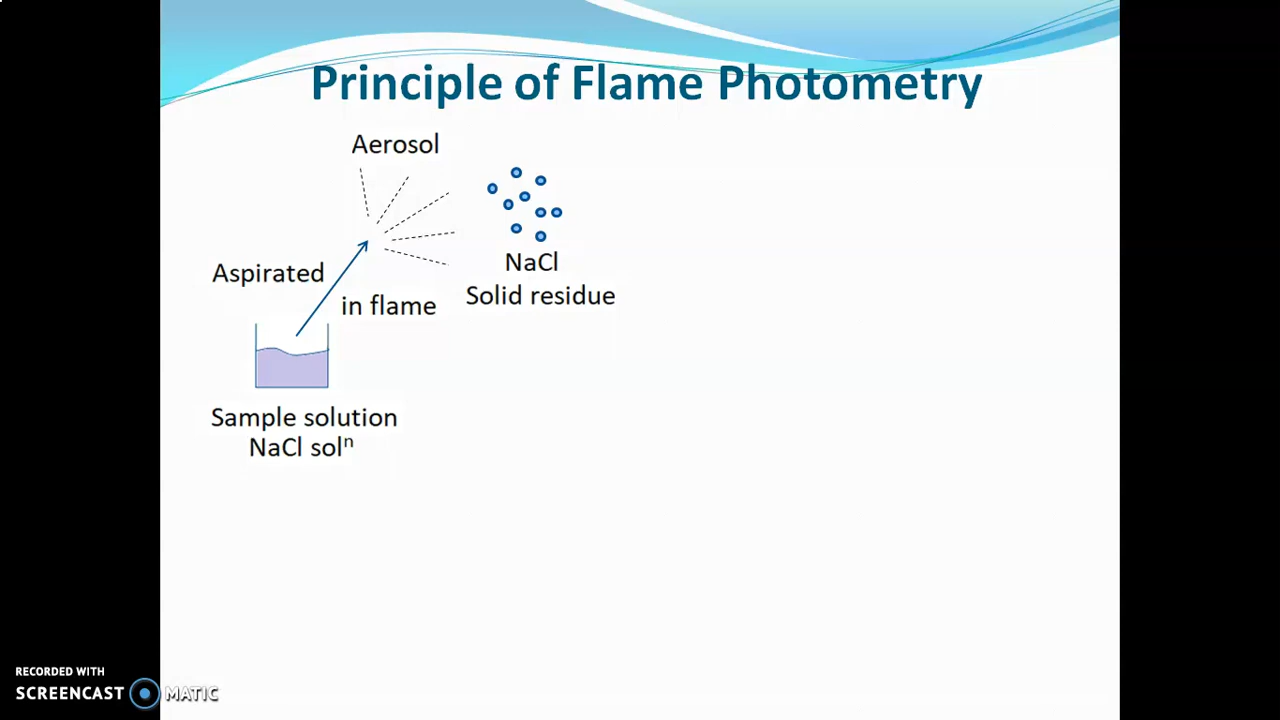 Principle of Flame Photometry
Aerosol
Aspirated
in flame
NaCl
Solid residue
Sample solution
NaCl solⁿ
RECORDED WITH
SCREENCAST MATIC